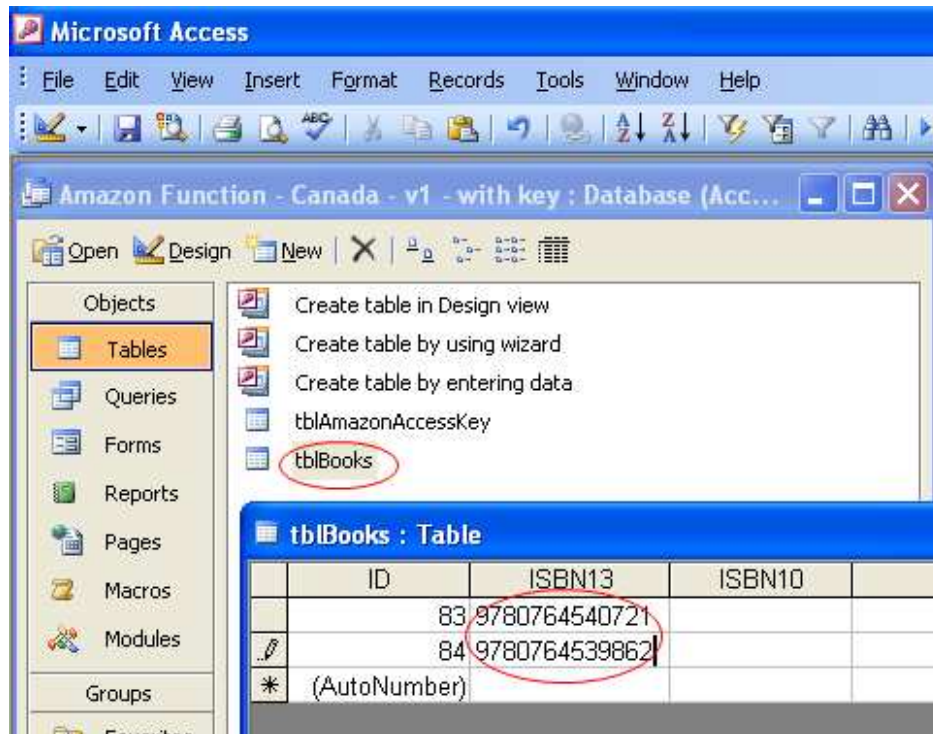 Microsoft Access
File Edit View Insert Format Records Tools Window Help
ABC
Amazon Function - Canada - v1 - with key : Database (Acc...
Open Design New
Objects
Tables
Queries
Forms
Reports
Pages
Macros
Modules
Groups
Create table in Design view
Create table by using wizard
Create table by entering data
tblAmazonAccessKey
tblBooks
tblBooks : Table
ID ISBN13 ISBN10
83 9780764540721
84 9780764539862
(AutoNumber)